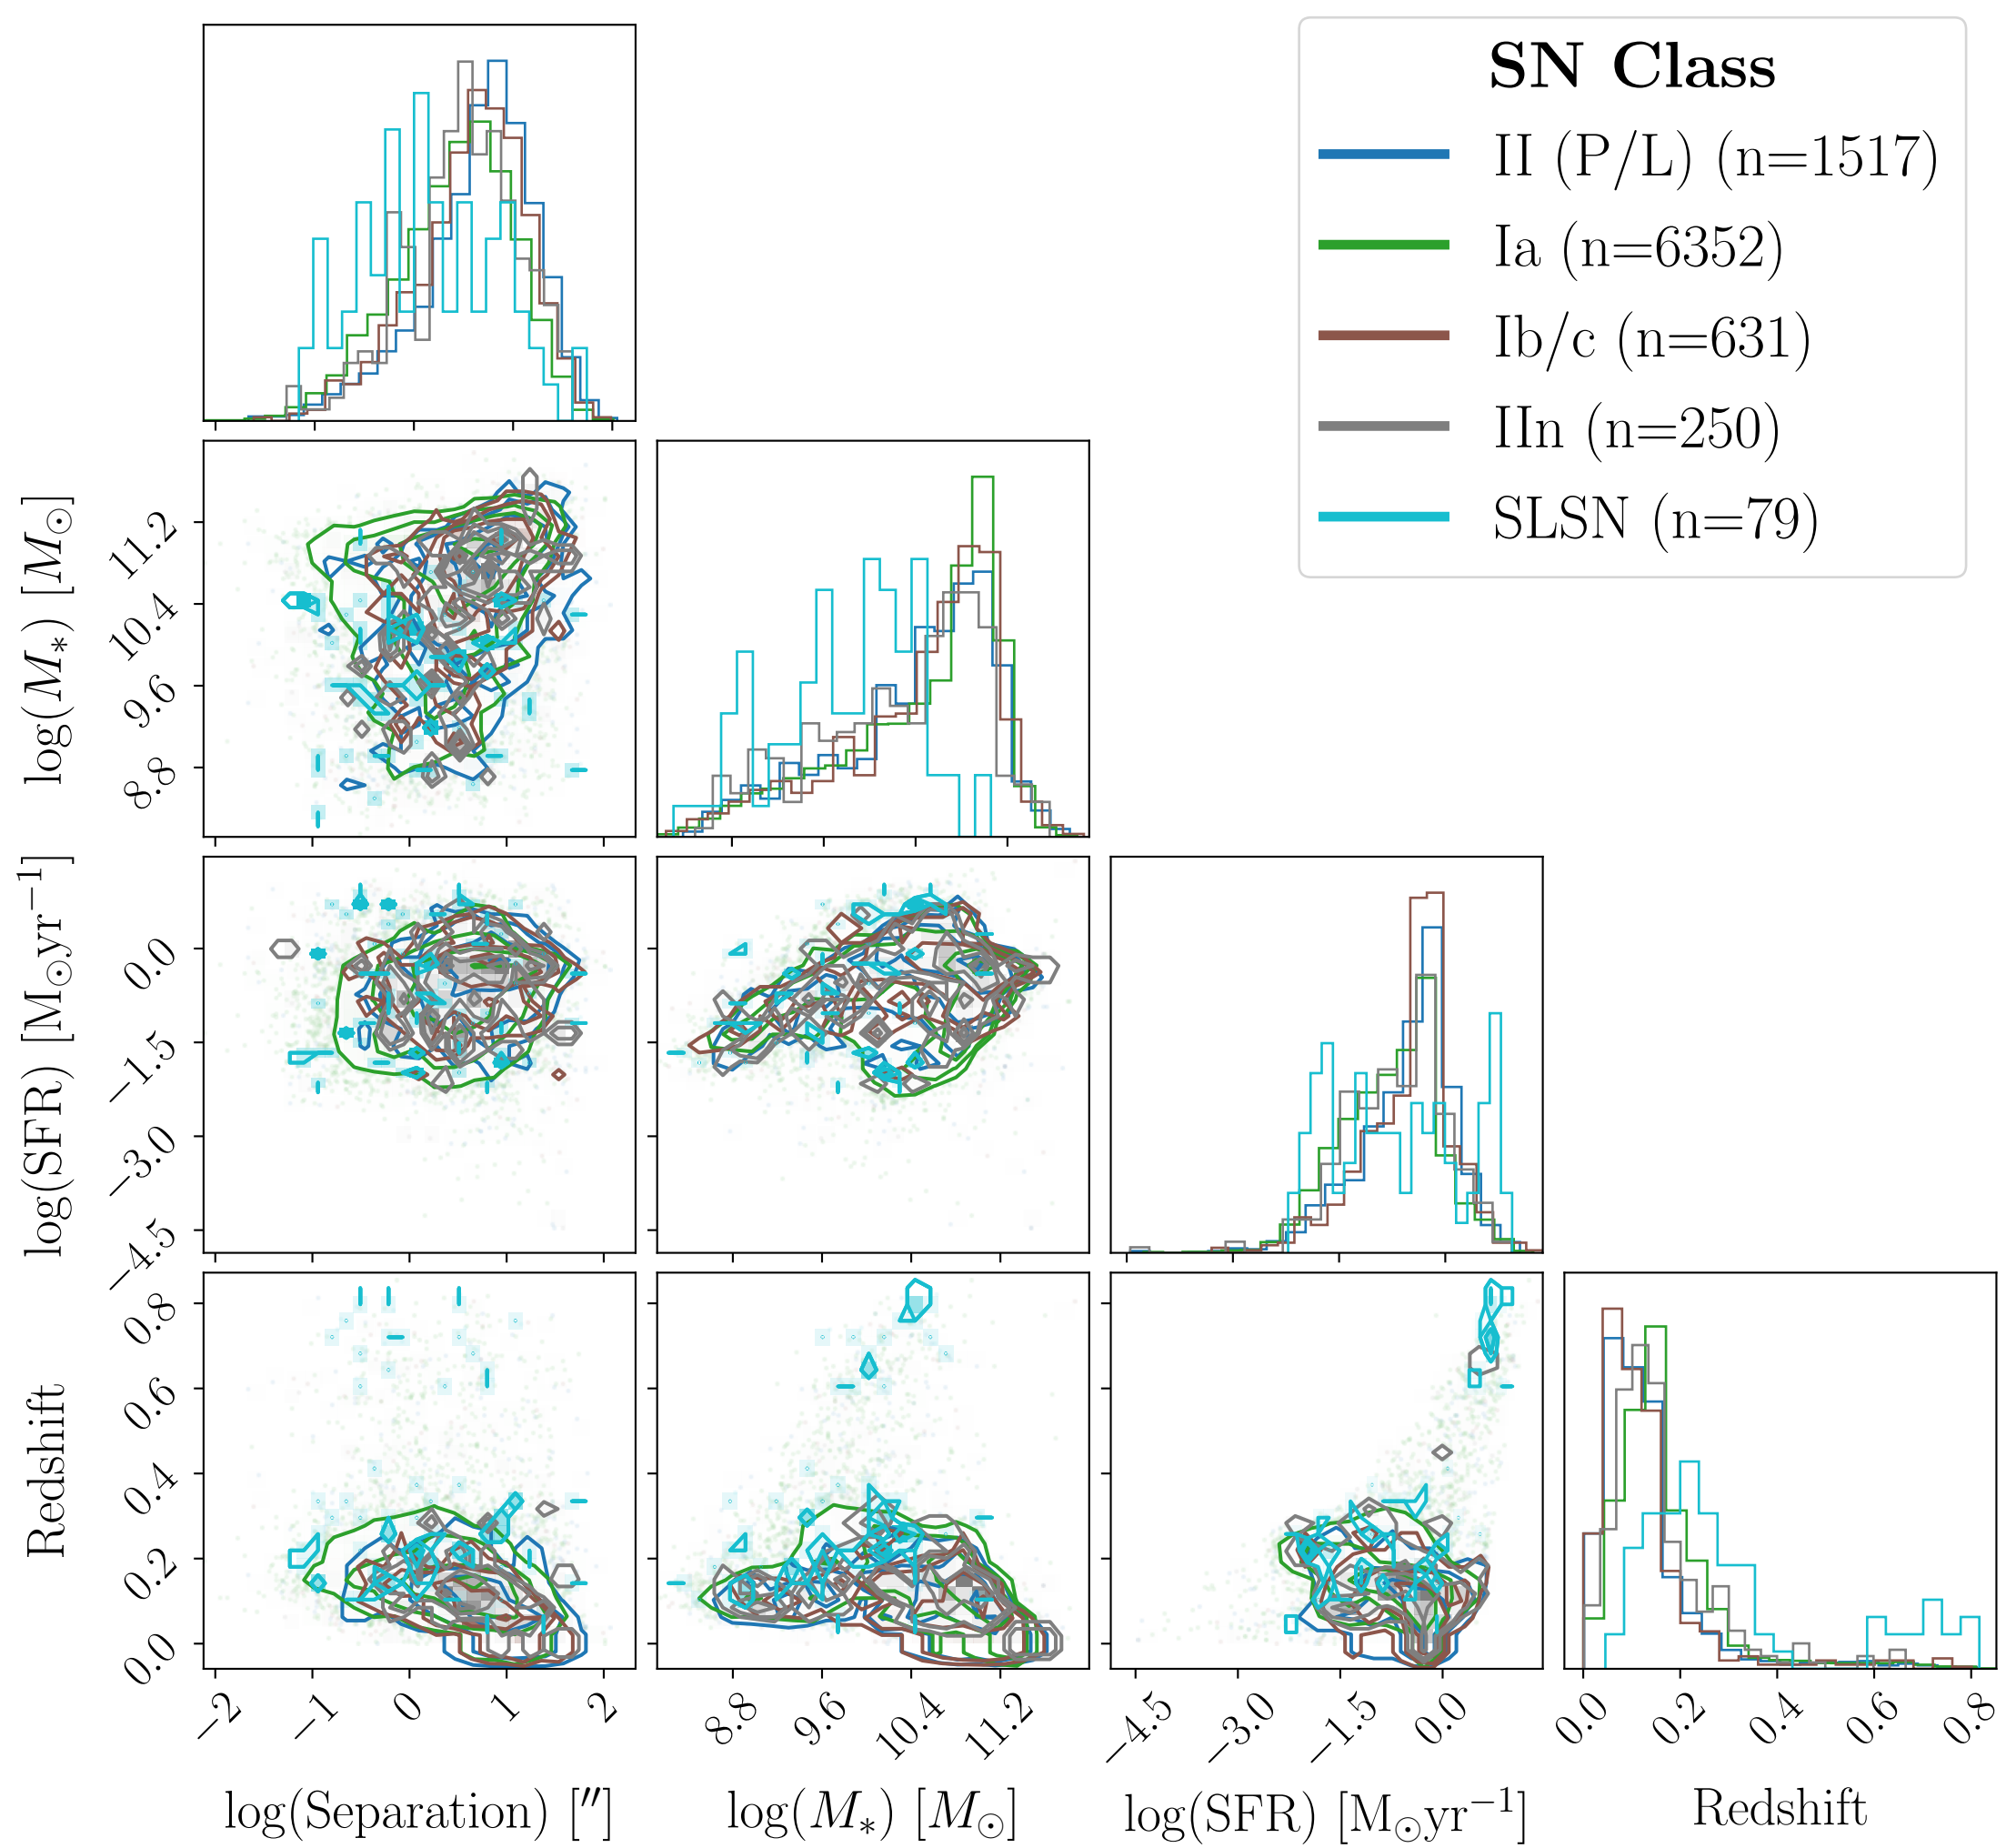 SN Class
II (P/L) (n=1517)
Ia (n=6352)
Ib/c (n=631)
IIn (n=250)
SLSN (n=79)
log(M∗) [M⊙]
11.2
10.4
9.6
8.8
log(SFR) [M⊙yr⁻¹]
0.0
−1.5
−3.0
−4.5
Redshift
0.8
0.6
0.4
0.2
0.0
−2 −1 0 1 2
8.8 9.6 10.4 11.2
−4.5 −3.0 −1.5 0.0
0.0 0.2 0.4 0.6 0.8
log(Separation) [″]
log(M∗) [M⊙]
log(SFR) [M⊙yr⁻¹]
Redshift